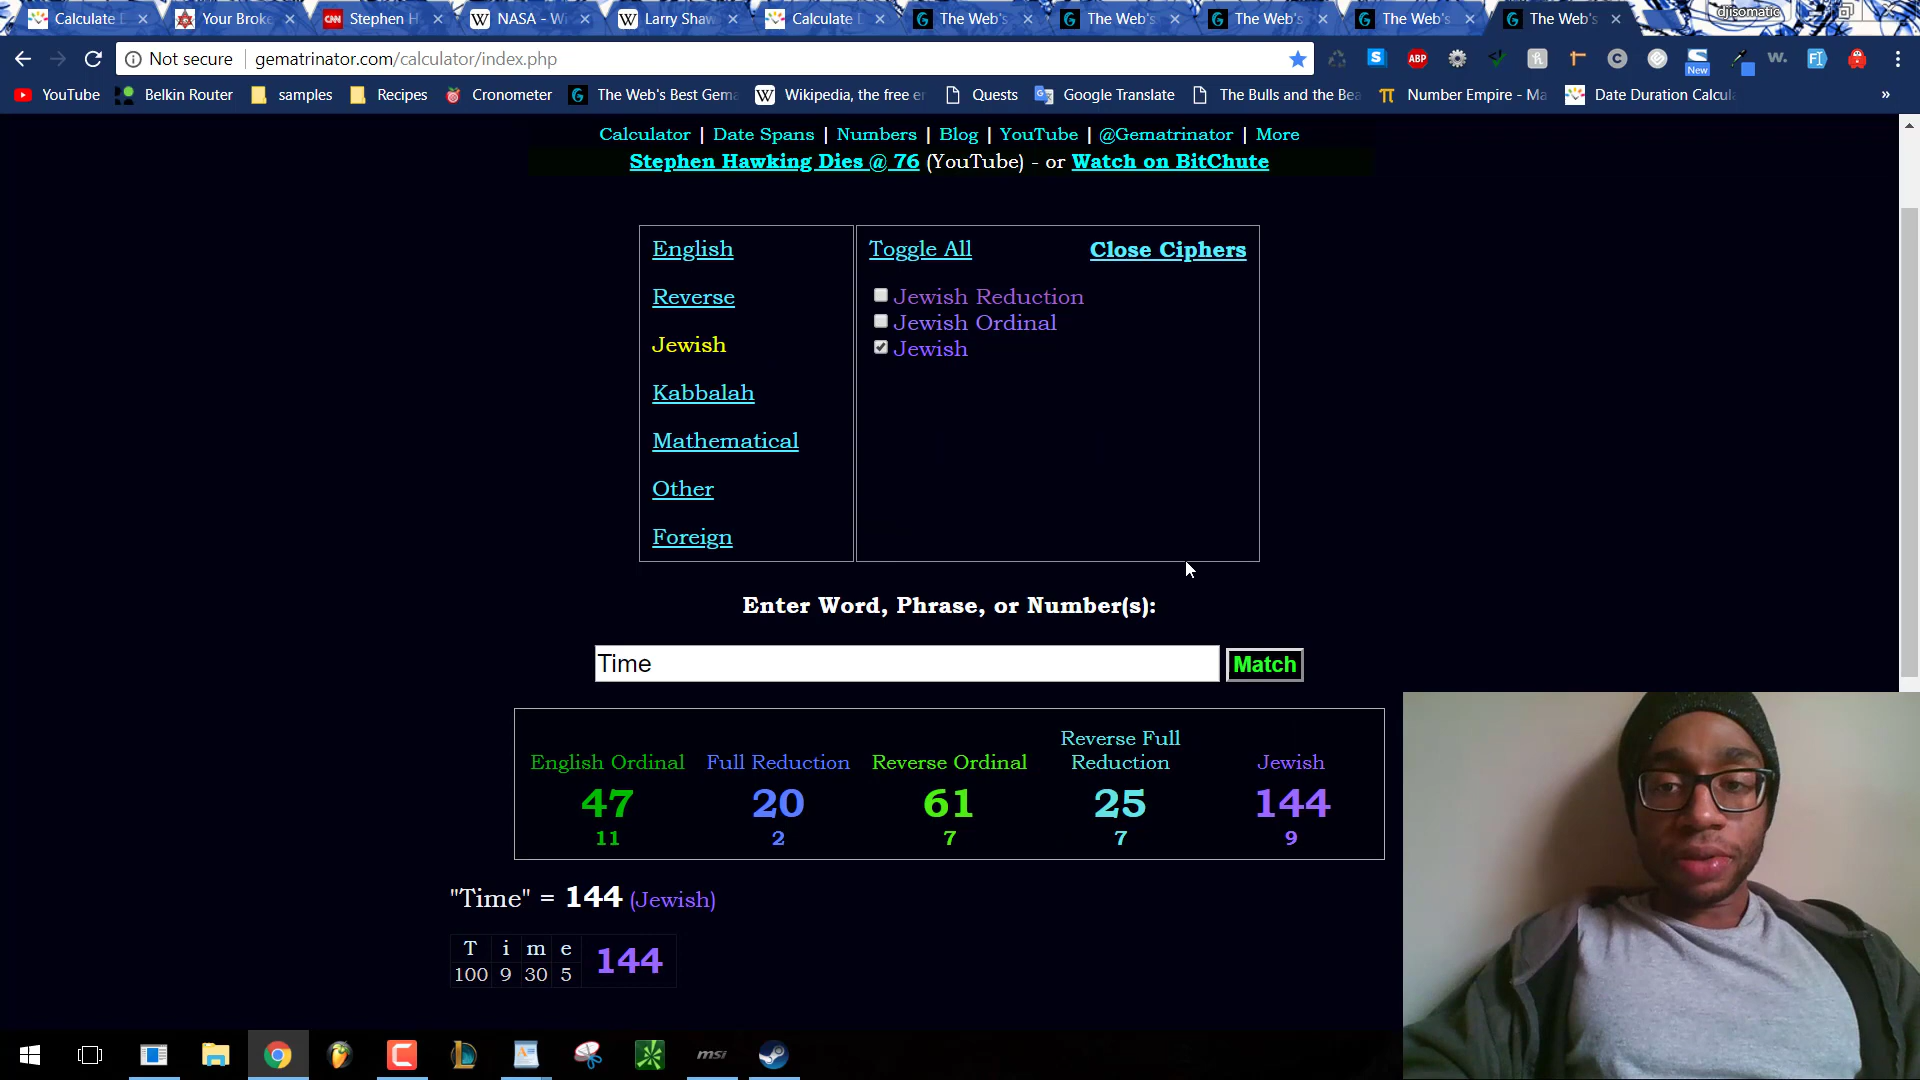 Calculate D
Your Broke
Stephen H
NASA - Wi
Larry Shaw
Calculate D
The Web's
The Web's
The Web's
The Web's
The Web's
djisomatic
Not secure
gematrinator.com/calculator/index.php
ABP
New
YouTube
Belkin Router
samples
Recipes
Cronometer
The Web's Best Gema
Wikipedia, the free en
Quests
Google Translate
The Bulls and the Bea
Number Empire - Ma
Date Duration Calcul
»
Calculator | Date Spans | Numbers | Blog | YouTube | @Gematrinator | More
Stephen Hawking Dies @ 76 (YouTube) - or Watch on BitChute
English
Reverse
Jewish
Kabbalah
Mathematical
Other
Foreign
Toggle All
Close Ciphers
Jewish Reduction
Jewish Ordinal
Jewish
Enter Word, Phrase, or Number(s):
Time
Match
English Ordinal
47
11
Full Reduction
20
2
Reverse Ordinal
61
7
Reverse Full
Reduction
25
7
Jewish
144
9
"Time" = 144 (Jewish)
T i m e
100 9 30 5
144
msi